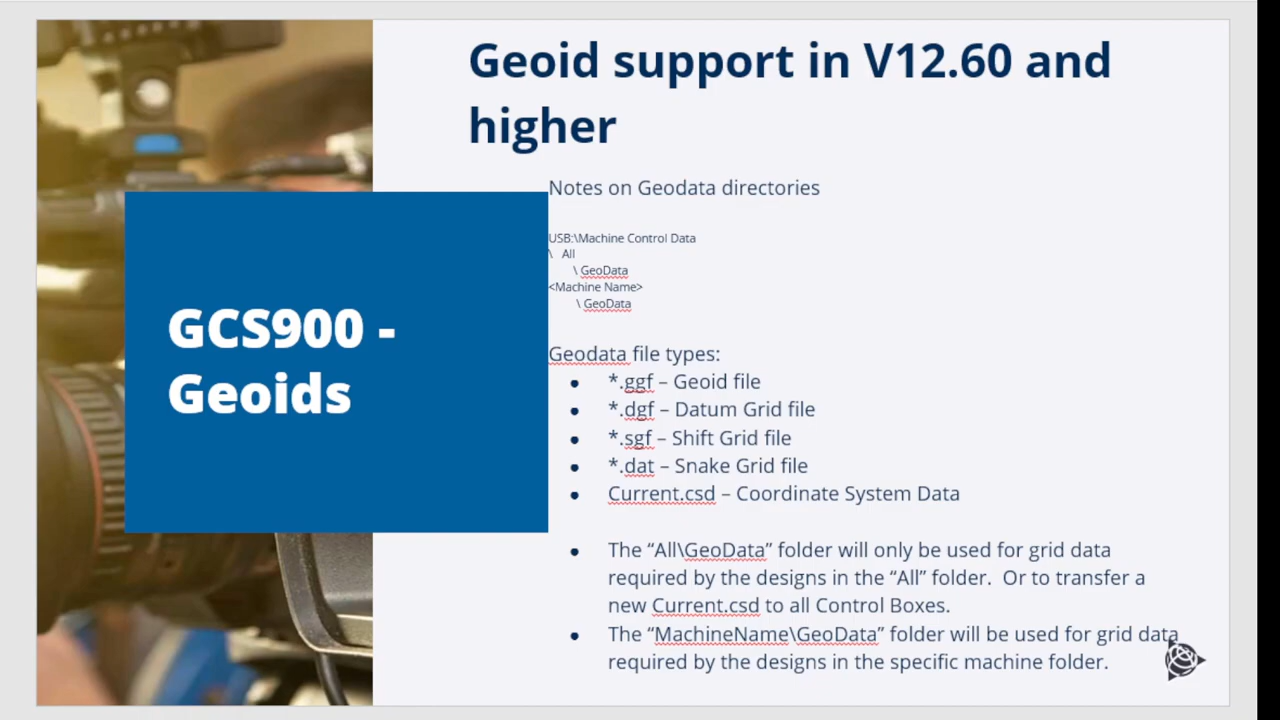 Geoid support in V12.60 and
higher
GCS900 -
Geoids
Notes on Geodata directories
USB:\Machine Control Data
\ All
\ GeoData
<Machine Name>
\ GeoData
Geodata file types:
● *.ggf – Geoid file
● *.dgf – Datum Grid file
● *.sgf – Shift Grid file
● *.dat – Snake Grid file
● Current.csd – Coordinate System Data
● The “All\GeoData” folder will only be used for grid data
required by the designs in the “All” folder.  Or to transfer a
new Current.csd to all Control Boxes.
● The “MachineName\GeoData” folder will be used for grid data
required by the designs in the specific machine folder.